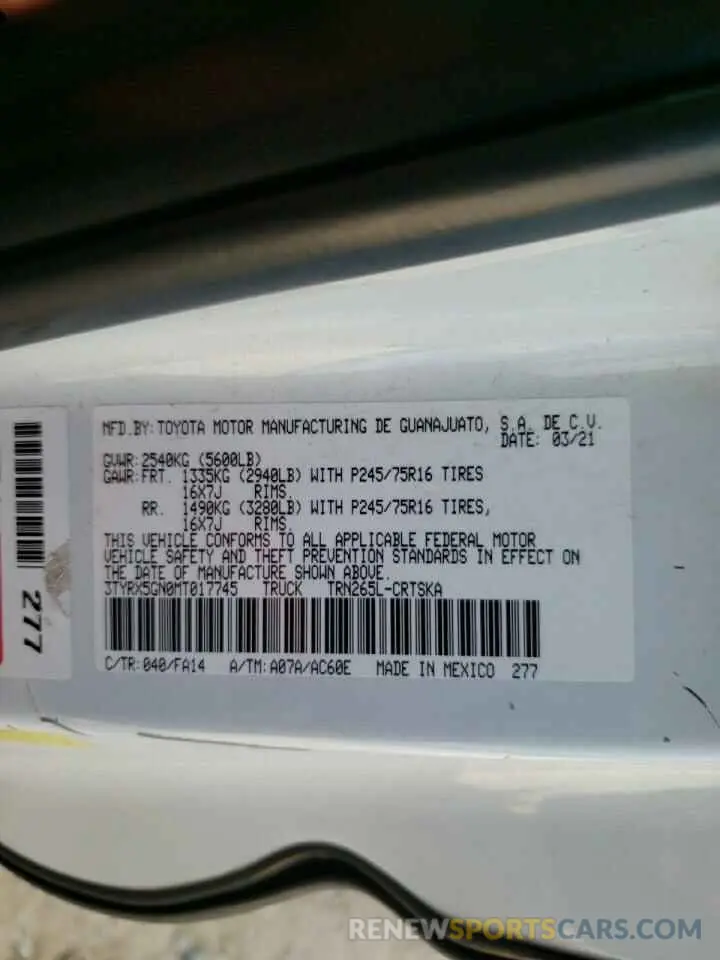 MFD.BY: TOYOTA MOTOR MANUFACTURING DE GUANAJUATO, S.A. DE C.V.
DATE: 03/21
GVWR: 2540KG (5600LB)
GAWR: FRT. 1335KG (2940LB) WITH P245/75R16 TIRES
16X7J RIMS,
RR. 1490KG (3280LB) WITH P245/75R16 TIRES,
16X7J RIMS,
THIS VEHICLE CONFORMS TO ALL APPLICABLE FEDERAL MOTOR
VEHICLE SAFETY AND THEFT PREVENTION STANDARDS IN EFFECT ON
THE DATE OF MANUFACTURE SHOWN ABOVE.
3TYRX5GN0MT017745 TRUCK TRN265L-CRTSKA
C/TR: 040/FA14 A/TM: A07A/AC60E MADE IN MEXICO 277
277
RENEWSPORTSCARS.COM